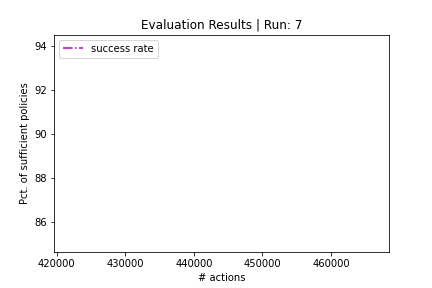 Evaluation Results | Run: 7
success rate
Pct. of sufficient policies
94
92
90
88
86
420000 430000 440000 450000 460000
# actions